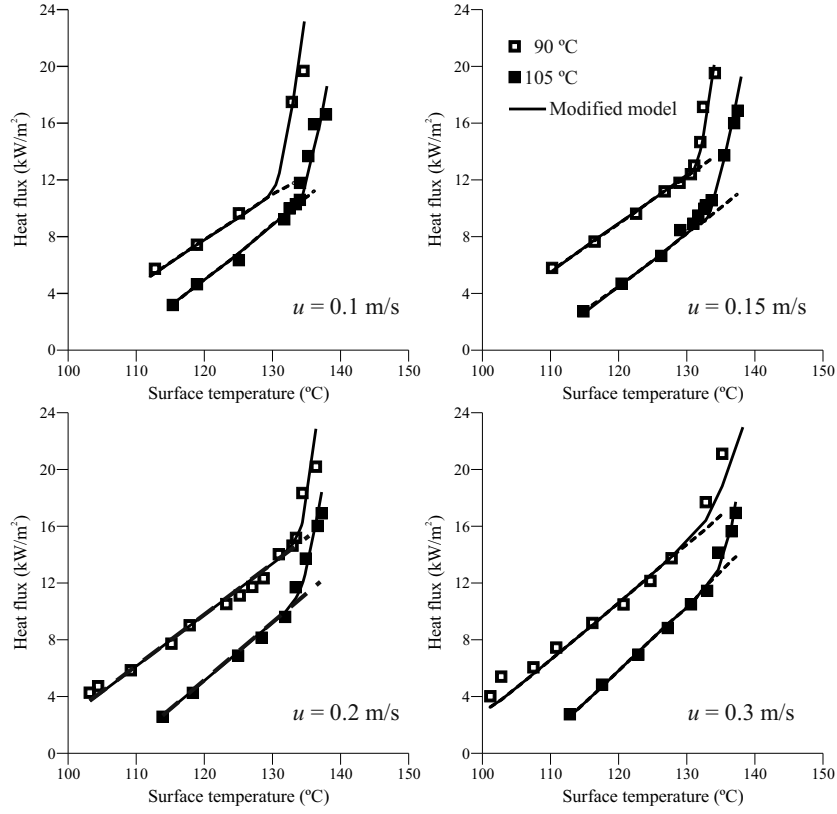 24
20
16
12
8
4
0
Heat flux (kW/m²)
u = 0.1 m/s
100 110 120 130 140 150
Surface temperature (ºC)
24
20
16
12
8
4
0
Heat flux (kW/m²)
90 ºC
105 ºC
Modified model
u = 0.15 m/s
100 110 120 130 140 150
Surface temperature (ºC)
24
20
16
12
8
4
0
Heat flux (kW/m²)
u = 0.2 m/s
100 110 120 130 140 150
Surface temperature (ºC)
24
20
16
12
8
4
0
Heat flux (kW/m²)
u = 0.3 m/s
100 110 120 130 140 150
Surface temperature (ºC)